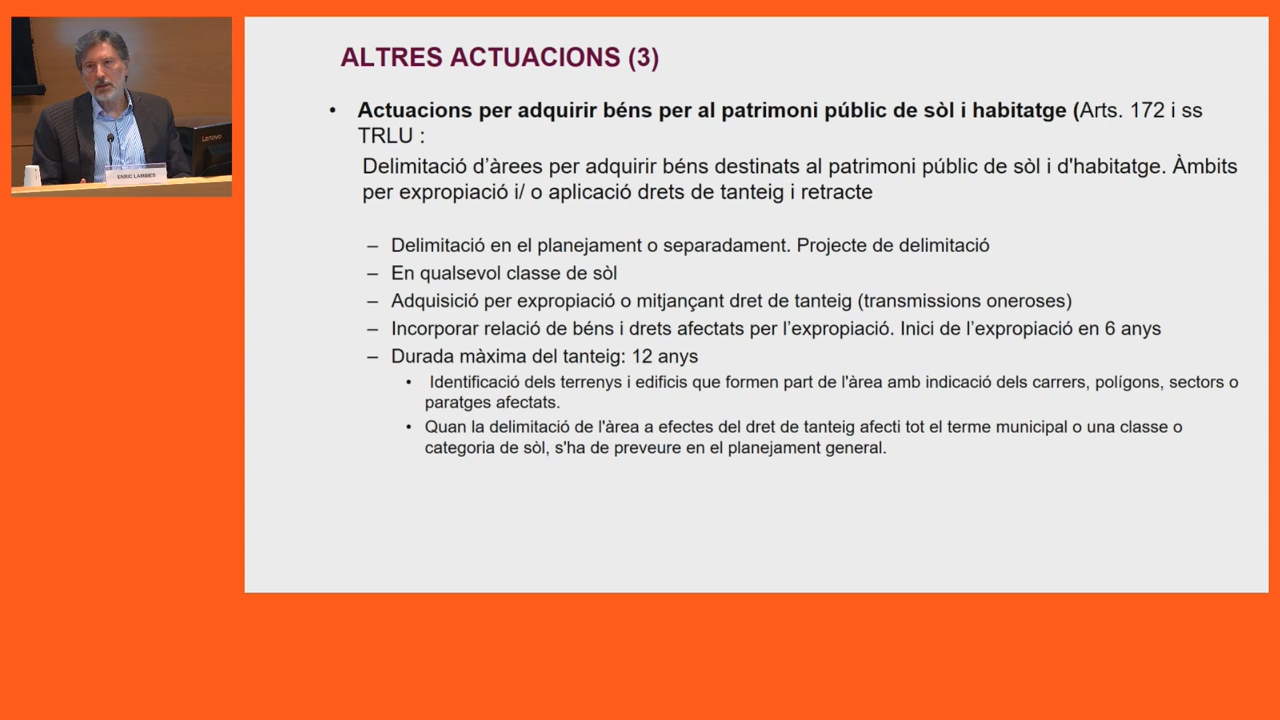 ALTRES ACTUACIONS (3)
• Actuacions per adquirir béns per al patrimoni públic de sòl i habitatge (Arts. 172 i ss
TRLU :
Delimitació d’àrees per adquirir béns destinats al patrimoni públic de sòl i d'habitatge. Àmbits
per expropiació i/ o aplicació drets de tanteig i retracte
– Delimitació en el planejament o separadament. Projecte de delimitació
– En qualsevol classe de sòl
– Adquisició per expropiació o mitjançant dret de tanteig (transmissions oneroses)
– Incorporar relació de béns i drets afectats per l’expropiació. Inici de l’expropiació en 6 anys
– Durada màxima del tanteig: 12 anys
• Identificació dels terrenys i edificis que formen part de l'àrea amb indicació dels carrers, polígons, sectors o
paratges afectats.
• Quan la delimitació de l'àrea a efectes del dret de tanteig afecti tot el terme municipal o una classe o
categoria de sòl, s'ha de preveure en el planejament general.
Lenovo
ENRIC LAMBIES